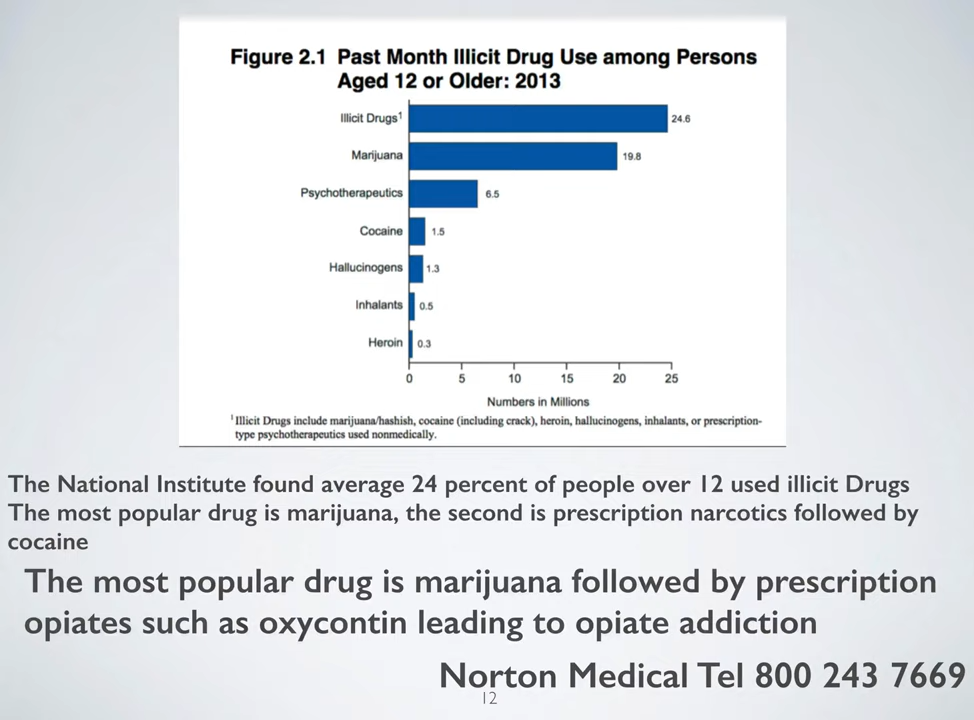 Figure 2.1 Past Month Illicit Drug Use among Persons
Aged 12 or Older: 2013
Illicit Drugs¹ 24.6
Marijuana 19.8
Psychotherapeutics 6.5
Cocaine 1.5
Hallucinogens 1.3
Inhalants 0.5
Heroin 0.3
0 5 10 15 20 25
Numbers in Millions
¹ Illicit Drugs include marijuana/hashish, cocaine (including crack), heroin, hallucinogens, inhalants, or prescription-
type psychotherapeutics used nonmedically.
The National Institute found average 24 percent of people over 12 used illicit Drugs
The most popular drug is marijuana, the second is prescription narcotics followed by
cocaine
The most popular drug is marijuana followed by prescription
opiates such as oxycontin leading to opiate addiction
Norton Medical Tel 800 243 7669
12